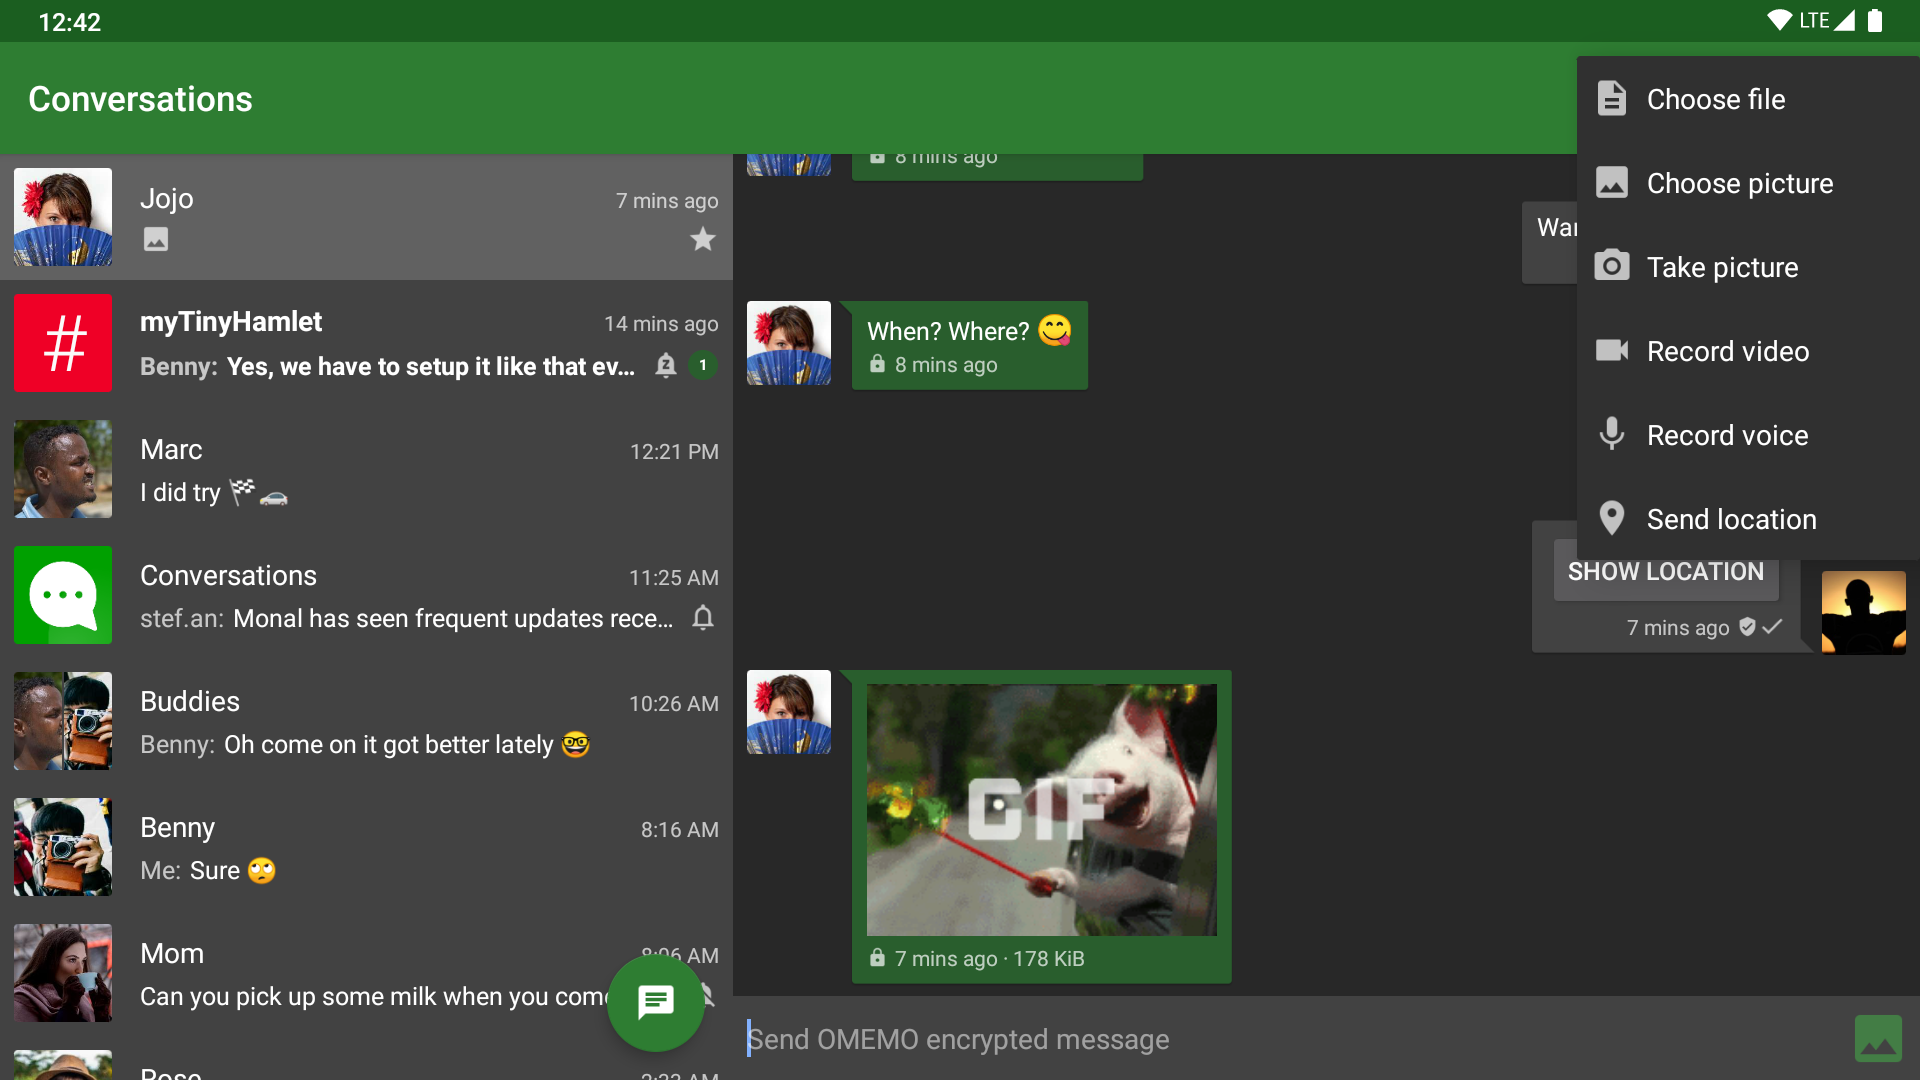 12:42
LTE
Conversations
Choose file
Choose picture
Take picture
Record video
Record voice
Send location
Jojo
7 mins ago
#
myTinyHamlet
14 mins ago
Benny: Yes, we have to setup it like that ev...
1
Marc
12:21 PM
I did try 🏁🚗
Conversations
11:25 AM
stef.an: Monal has seen frequent updates rece...
Buddies
10:26 AM
Benny: Oh come on it got better lately 🤓
Benny
8:16 AM
Me: Sure 🙄
Mom
8:06 AM
Can you pick up some milk when you com
Rose
8 mins ago
When? Where? 😋
8 mins ago
SHOW LOCATION
7 mins ago
GIF
7 mins ago · 178 KiB
Send OMEMO encrypted message